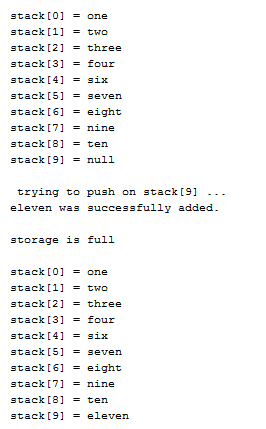 stack[0] = one
stack[1] = two
stack[2] = three
stack[3] = four
stack[4] = six
stack[5] = seven
stack[6] = eight
stack[7] = nine
stack[8] = ten
stack[9] = null
trying to push on stack[9] ...
eleven was successfully added.
storage is full
stack[0] = one
stack[1] = two
stack[2] = three
stack[3] = four
stack[4] = six
stack[5] = seven
stack[6] = eight
stack[7] = nine
stack[8] = ten
stack[9] = eleven